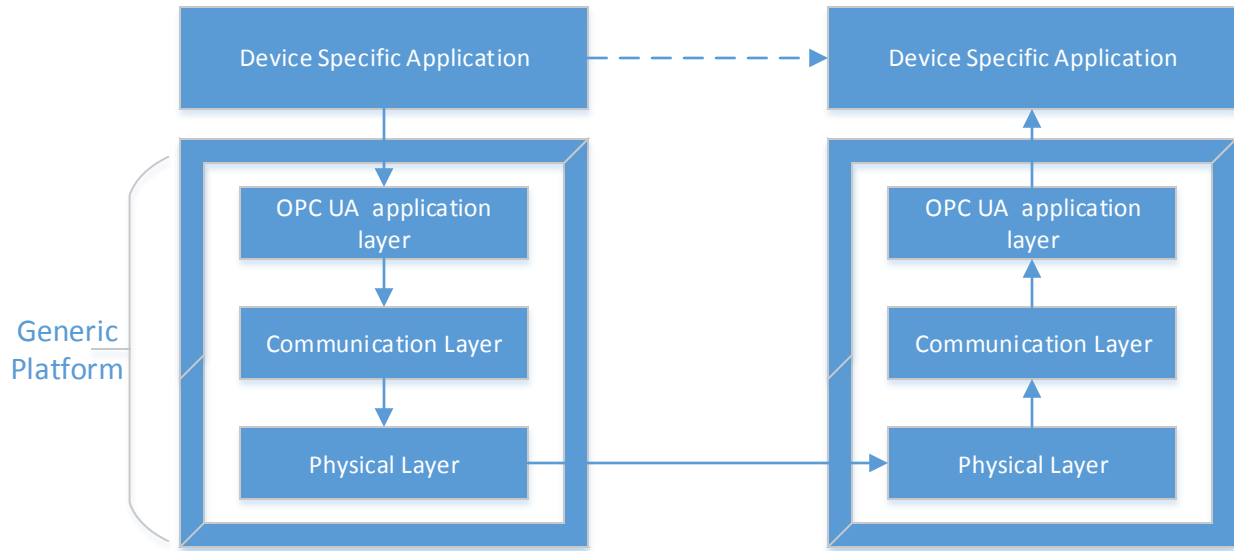 Device Specific Application
Device Specific Application
OPC UA  application
layer
OPC UA  application
layer
Generic
Platform
Communication Layer
Communication Layer
Physical Layer
Physical Layer